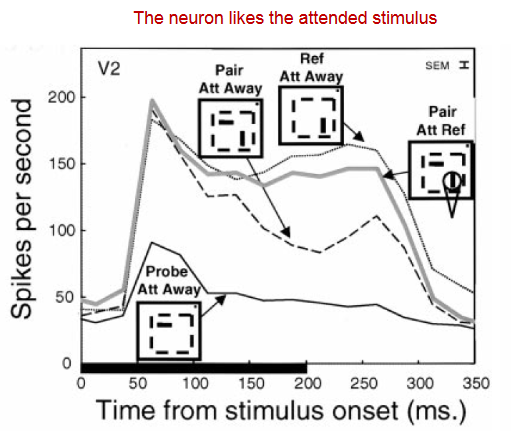 The neuron likes the attended stimulus
V2
SEM
Pair
Att Away
Ref
Att Away
Pair
Att Ref
Probe
Att Away
Spikes per second
200
150
100
50
0
0 50 100 150 200 250 300 350
Time from stimulus onset (ms.)